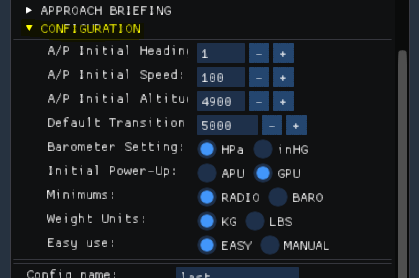 ▶ APPROACH BRIEFING
▼ CONFIGURATION
A/P Initial Headin 1 - +
A/P Initial Speed: 100 - +
A/P Initial Altitu 4900 - +
Default Transition 5000 - +
Barometer Setting: HPa inHG
Initial Power-Up: APU GPU
Minimums: RADIO BARO
Weight Units: KG LBS
Easy use: EASY MANUAL
Config name: last